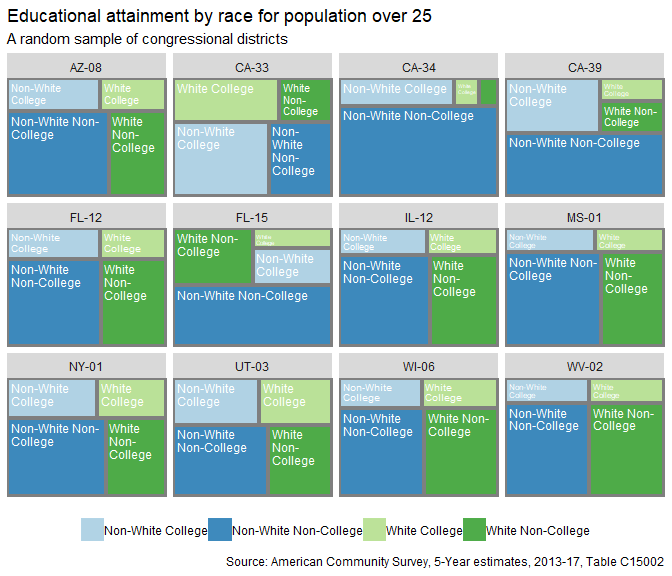 Educational attainment by race for population over 25
A random sample of congressional districts
AZ-08
Non-White
College
White
College
Non-White Non-
College
White
Non-
College
CA-33
White College
White
Non-
College
Non-White
College
Non-
White
Non-
College
CA-34
Non-White College
White
College
Non-White Non-College
CA-39
Non-White
College
White
College
White Non-
College
Non-White Non-College
FL-12
Non-White
College
White
College
Non-White
Non-College
White
Non-
College
FL-15
White Non-
College
White
College
Non-White
College
Non-White Non-College
IL-12
Non-White
College
White
College
Non-White
Non-College
White
Non-
College
MS-01
Non-White
College
White
College
Non-White
Non-College
White
Non-
College
NY-01
Non-White
College
White
College
Non-White Non-
College
White
Non-
College
UT-03
Non-White
College
White
College
Non-White
Non-College
White
Non-
College
WI-06
Non-White
College
White
College
Non-White
Non-College
White Non-
College
WV-02
Non-White
College
White
College
Non-White
Non-College
White Non-
College
Non-White College Non-White Non-College White College White Non-College
Source: American Community Survey, 5-Year estimates, 2013-17, Table C15002